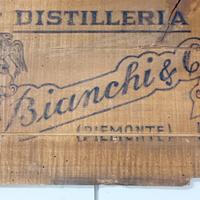 DISTILLERIA
Bianchi & C
(PIEMONTE)